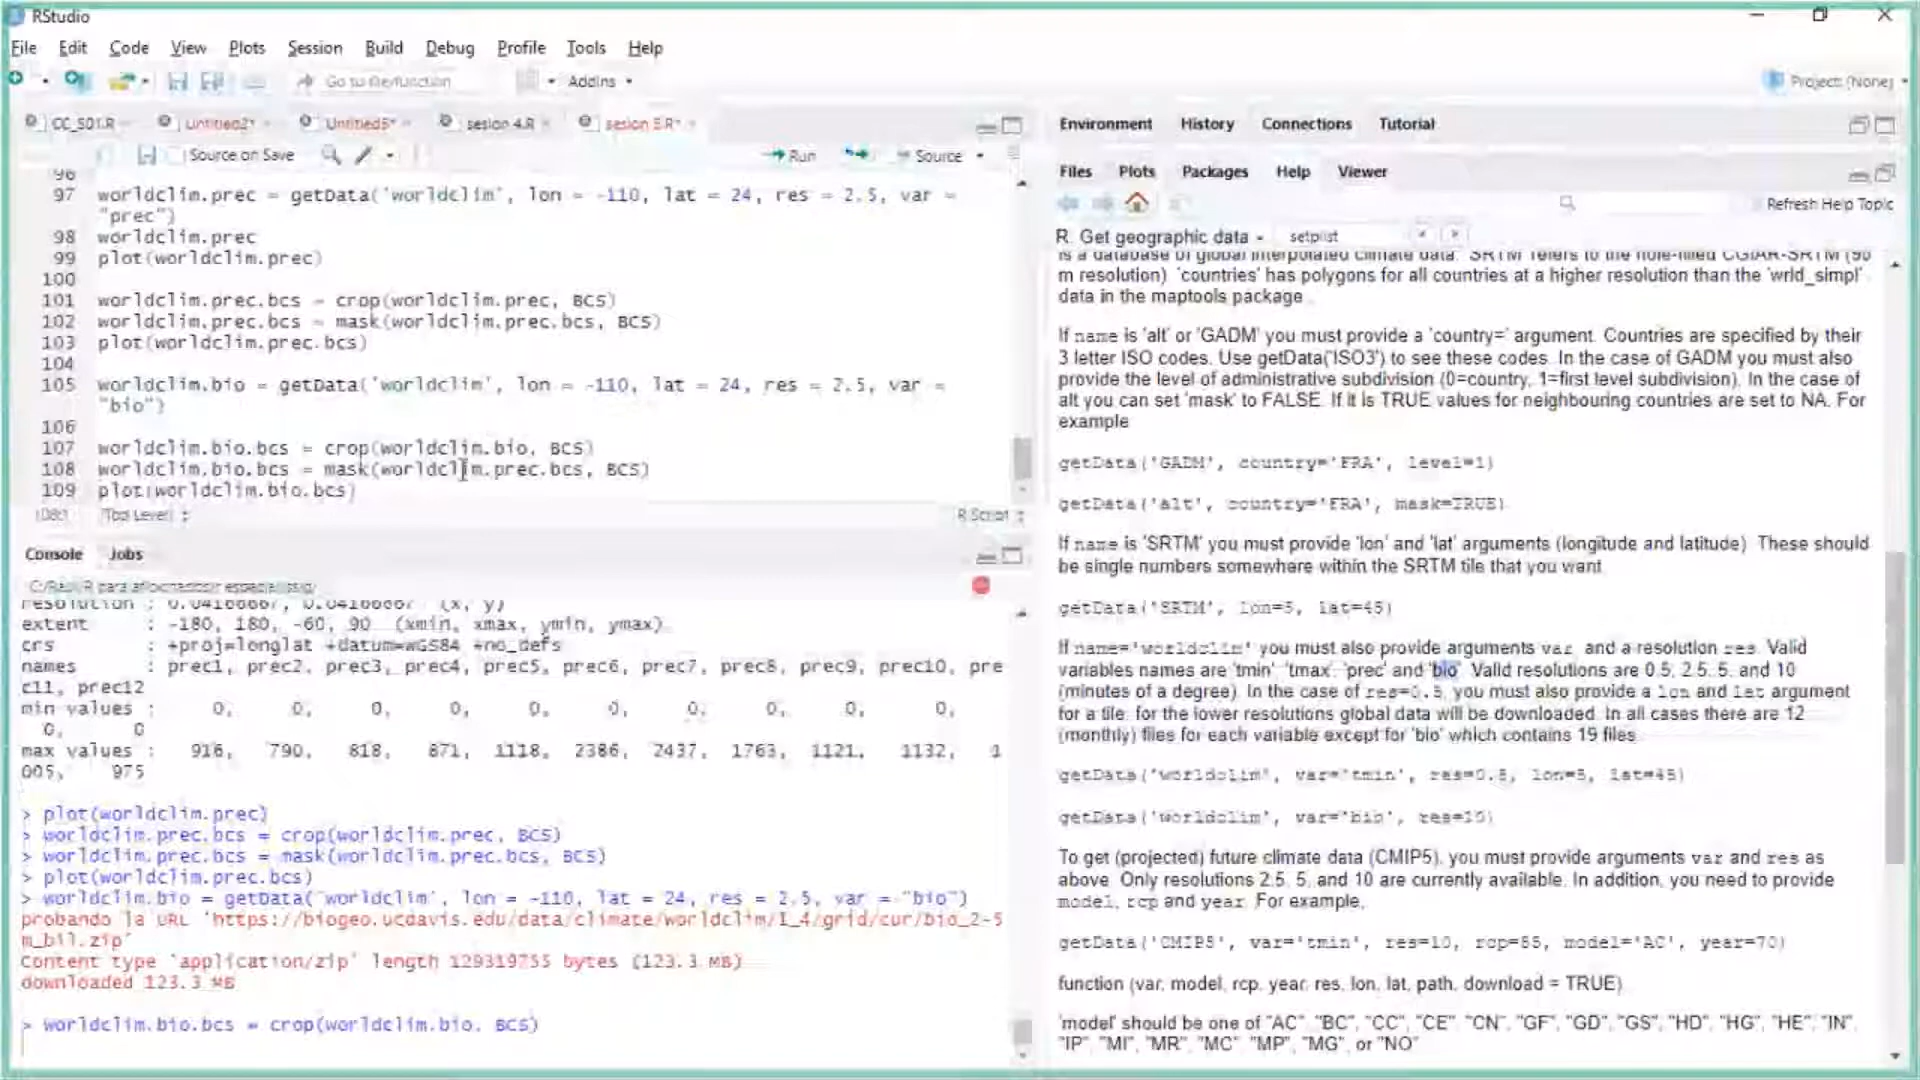 RStudio
File Edit Code View Plots Session Build Debug Profile Tools Help
Go to file/function Addins Project: (None)
CC_S01.R Untitled2* Untitled5* sesion 4.R sesion 5.R*
Source on Save Run Source
96
97 worldclim.prec = getData('worldclim', lon = -110, lat = 24, res = 2.5, var =
"prec")
98 worldclim.prec
99 plot(worldclim.prec)
100
101 worldclim.prec.bcs = crop(worldclim.prec, BCS)
102 worldclim.prec.bcs = mask(worldclim.prec.bcs, BCS)
103 plot(worldclim.prec.bcs)
104
105 worldclim.bio = getData('worldclim', lon = -110, lat = 24, res = 2.5, var =
"bio")
106
107 worldclim.bio.bcs = crop(worldclim.bio, BCS)
108 worldclim.bio.bcs = mask(worldclim.prec.bcs, BCS)
109 plot(worldclim.bio.bcs)
(Top Level) R Script
Console Jobs
resolution : 0.04166667, 0.04166667 (x, y)
extent : -180, 180, -60, 90 (xmin, xmax, ymin, ymax)
crs : +proj=longlat +datum=WGS84 +no_defs
names : prec1, prec2, prec3, prec4, prec5, prec6, prec7, prec8, prec9, prec10, pre
c11, prec12
min values : 0, 0, 0, 0, 0, 0, 0, 0, 0, 0,
0, 0
max values : 916, 790, 818, 871, 1118, 2386, 2437, 1763, 1121, 1132, 1
005, 975
> plot(worldclim.prec)
> worldclim.prec.bcs = crop(worldclim.prec, BCS)
> worldclim.prec.bcs = mask(worldclim.prec.bcs, BCS)
> plot(worldclim.prec.bcs)
> worldclim.bio = getData('worldclim', lon = -110, lat = 24, res = 2.5, var = "bio")
probando la URL 'https://biogeo.ucdavis.edu/data/climate/worldclim/1_4/grid/cur/bio_2-5
m_bil.zip'
Content type 'application/zip' length 129319755 bytes (123.3 MB)
downloaded 123.3 MB
> worldclim.bio.bcs = crop(worldclim.bio, BCS)
Environment History Connections Tutorial
Files Plots Packages Help Viewer
Refresh Help Topic
R: Get geographic data
is a database of global interpolated climate data. SRTM refers to the hole-filled CGIAR-SRTM (90
m resolution). 'countries' has polygons for all countries at a higher resolution than the 'wrld_simpl'
data in the maptools package.
If name is 'alt' or 'GADM' you must provide a 'country=' argument. Countries are specified by their
3 letter ISO codes. Use getData('ISO3') to see these codes. In the case of GADM you must also
provide the level of administrative subdivision (0=country, 1=first level subdivision). In the case of
alt you can set 'mask' to FALSE. If it is TRUE values for neighbouring countries are set to NA. For
example
getData('GADM', country='FRA', level=1)
getData('alt', country='FRA', mask=TRUE)
If name is 'SRTM' you must provide 'lon' and 'lat' arguments (longitude and latitude). These should
be single numbers somewhere within the SRTM tile that you want.
getData('SRTM', lon=5, lat=45)
If name='worldclim' you must also provide arguments var, and a resolution res. Valid
variables names are 'tmin', 'tmax', 'prec' and 'bio'. Valid resolutions are 0.5, 2.5, 5, and 10
(minutes of a degree). In the case of res=0.5, you must also provide a lon and lat argument
for a tile; for the lower resolutions global data will be downloaded. In all cases there are 12
(monthly) files for each variable except for 'bio' which contains 19 files.
getData('worldclim', var='tmin', res=0.5, lon=5, lat=45)
getData('worldclim', var='bio', res=10)
To get (projected) future climate data (CMIP5), you must provide arguments var and res as
above. Only resolutions 2.5, 5, and 10 are currently available. In addition, you need to provide
model, rcp and year. For example,
getData('CMIP5', var='tmin', res=10, rcp=85, model='AC', year=70)
function (var, model, rcp, year, res, lon, lat, path, download = TRUE)
'model' should be one of "AC", "BC", "CC", "CE", "CN", "GF", "GD", "GS", "HD", "HG", "HE", "IN",
"IP", "MI", "MR", "MC", "MP", "MG", or "NO"